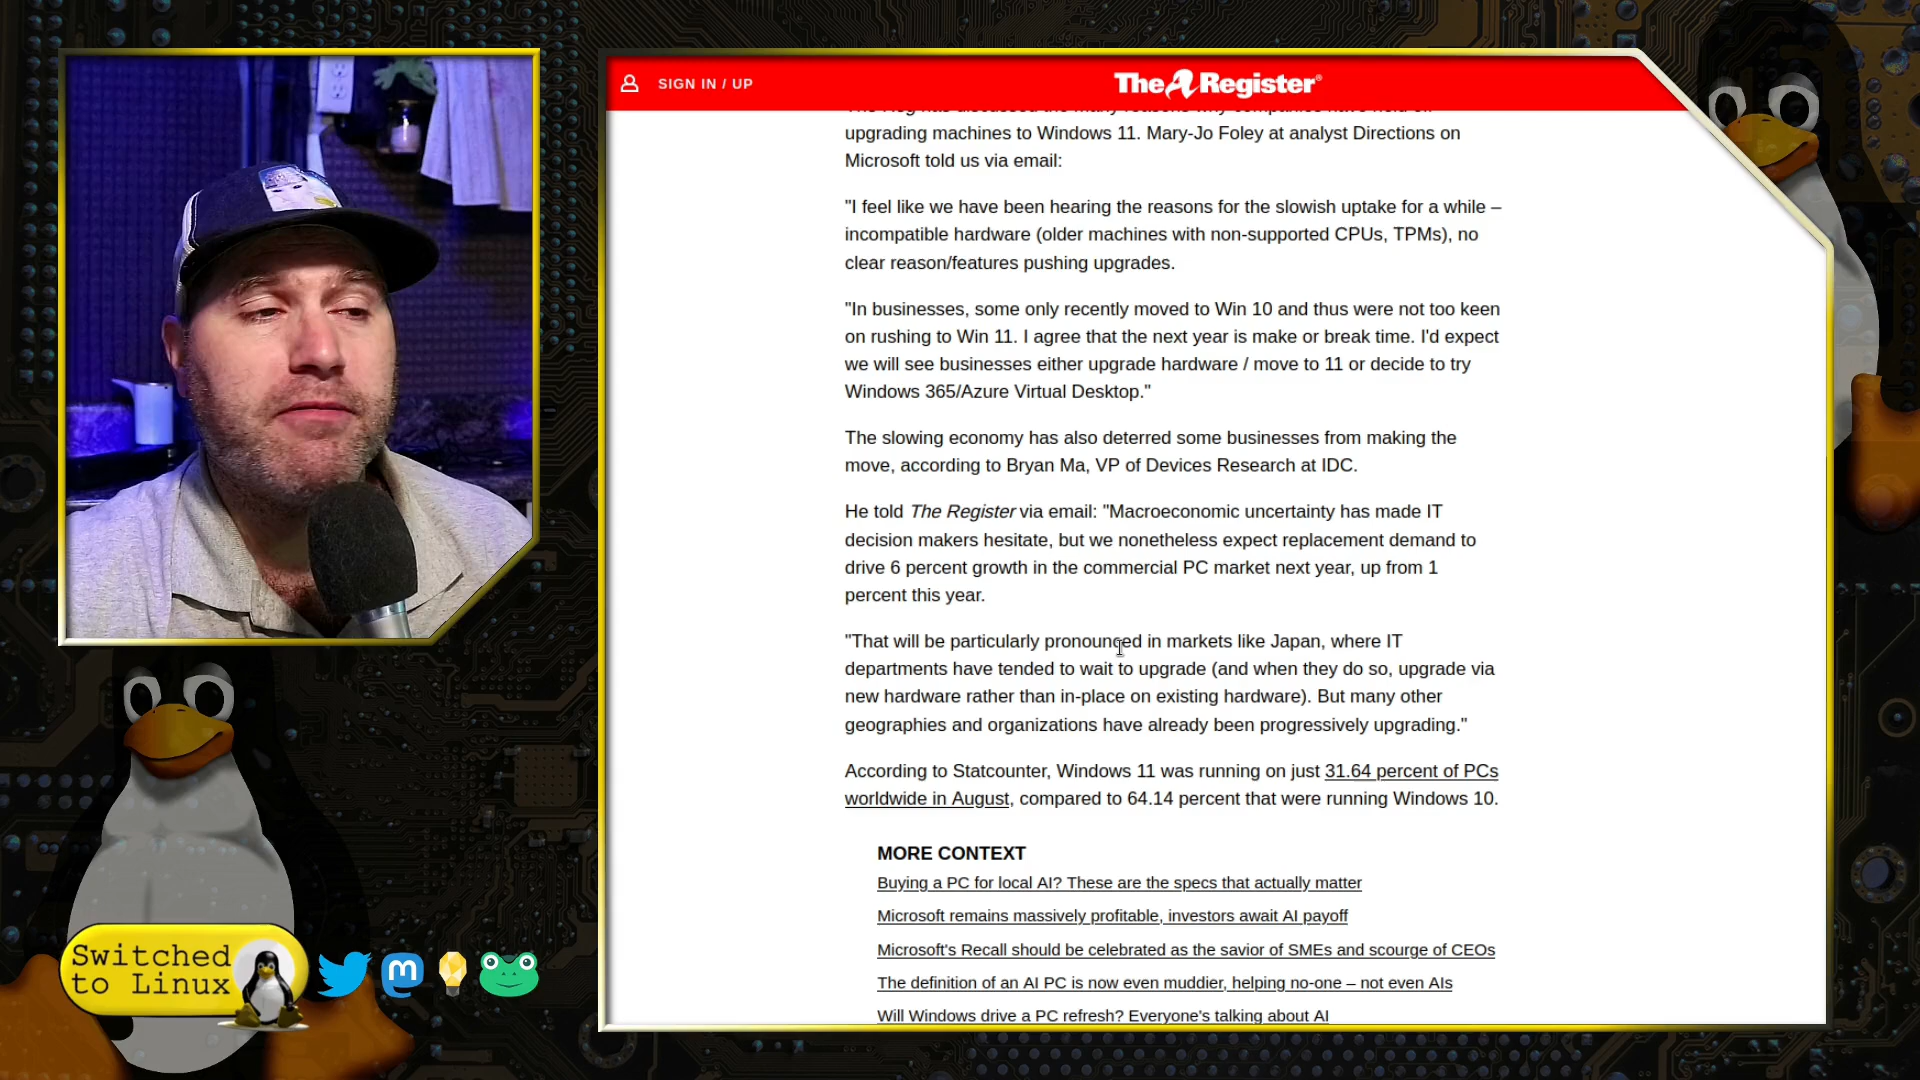 SIGN IN / UP
The Register®
The Reg has discussed the many reasons why companies have held off
upgrading machines to Windows 11. Mary-Jo Foley at analyst Directions on
Microsoft told us via email:
"I feel like we have been hearing the reasons for the slowish uptake for a while –
incompatible hardware (older machines with non-supported CPUs, TPMs), no
clear reason/features pushing upgrades.
"In businesses, some only recently moved to Win 10 and thus were not too keen
on rushing to Win 11. I agree that the next year is make or break time. I'd expect
we will see businesses either upgrade hardware / move to 11 or decide to try
Windows 365/Azure Virtual Desktop."
The slowing economy has also deterred some businesses from making the
move, according to Bryan Ma, VP of Devices Research at IDC.
He told The Register via email: "Macroeconomic uncertainty has made IT
decision makers hesitate, but we nonetheless expect replacement demand to
drive 6 percent growth in the commercial PC market next year, up from 1
percent this year.
"That will be particularly pronounced in markets like Japan, where IT
departments have tended to wait to upgrade (and when they do so, upgrade via
new hardware rather than in-place on existing hardware). But many other
geographies and organizations have already been progressively upgrading."
According to Statcounter, Windows 11 was running on just 31.64 percent of PCs
worldwide in August, compared to 64.14 percent that were running Windows 10.
MORE CONTEXT
Buying a PC for local AI? These are the specs that actually matter
Microsoft remains massively profitable, investors await AI payoff
Microsoft's Recall should be celebrated as the savior of SMEs and scourge of CEOs
The definition of an AI PC is now even muddier, helping no-one – not even AIs
Will Windows drive a PC refresh? Everyone's talking about AI
Switched
to Linux
m